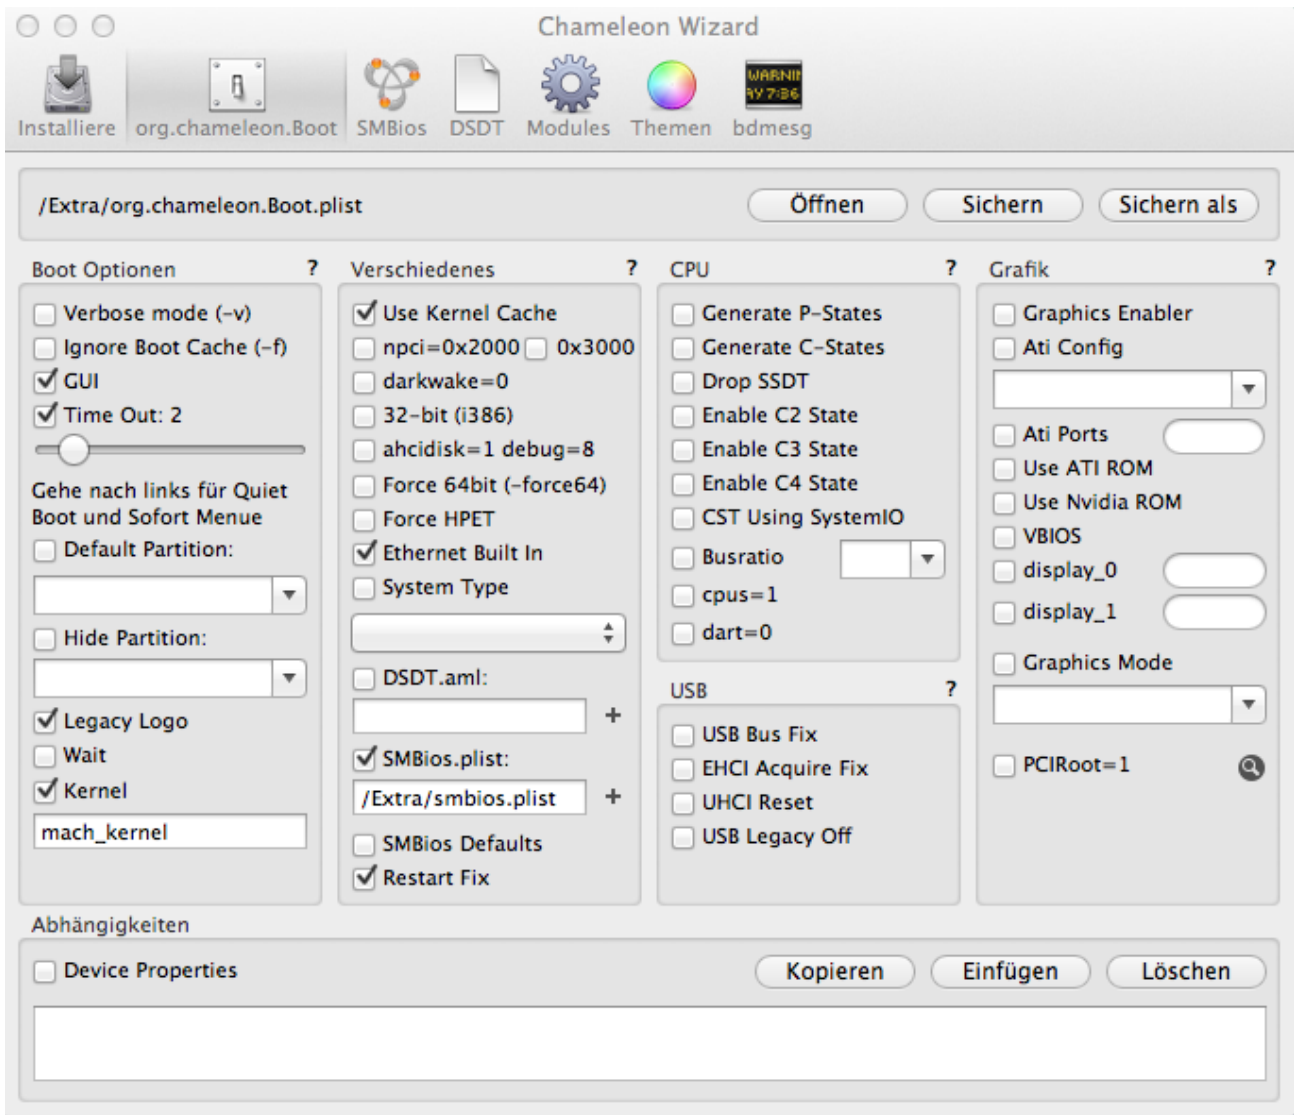 Chameleon Wizard
Installiere org.chameleon.Boot SMBios DSDT Modules Themen bdmesg
WARNIN
AY 7:36
/Extra/org.chameleon.Boot.plist Öffnen Sichern Sichern als
Boot Optionen ?
Verbose mode (-v)
Ignore Boot Cache (-f)
GUI
Time Out: 2
Gehe nach links für Quiet
Boot und Sofort Menue
Default Partition:
Hide Partition:
Legacy Logo
Wait
Kernel
mach_kernel
Verschiedenes ?
Use Kernel Cache
npci=0x2000 0x3000
darkwake=0
32-bit (i386)
ahcidisk=1 debug=8
Force 64bit (-force64)
Force HPET
Ethernet Built In
System Type
DSDT.aml:
+
SMBios.plist:
/Extra/smbios.plist +
SMBios Defaults
Restart Fix
CPU ?
Generate P-States
Generate C-States
Drop SSDT
Enable C2 State
Enable C3 State
Enable C4 State
CST Using SystemIO
Busratio
cpus=1
dart=0
USB ?
USB Bus Fix
EHCI Acquire Fix
UHCI Reset
USB Legacy Off
Grafik ?
Graphics Enabler
Ati Config
Ati Ports
Use ATI ROM
Use Nvidia ROM
VBIOS
display_0
display_1
Graphics Mode
PCIRoot=1
Abhängigkeiten
Device Properties Kopieren Einfügen Löschen